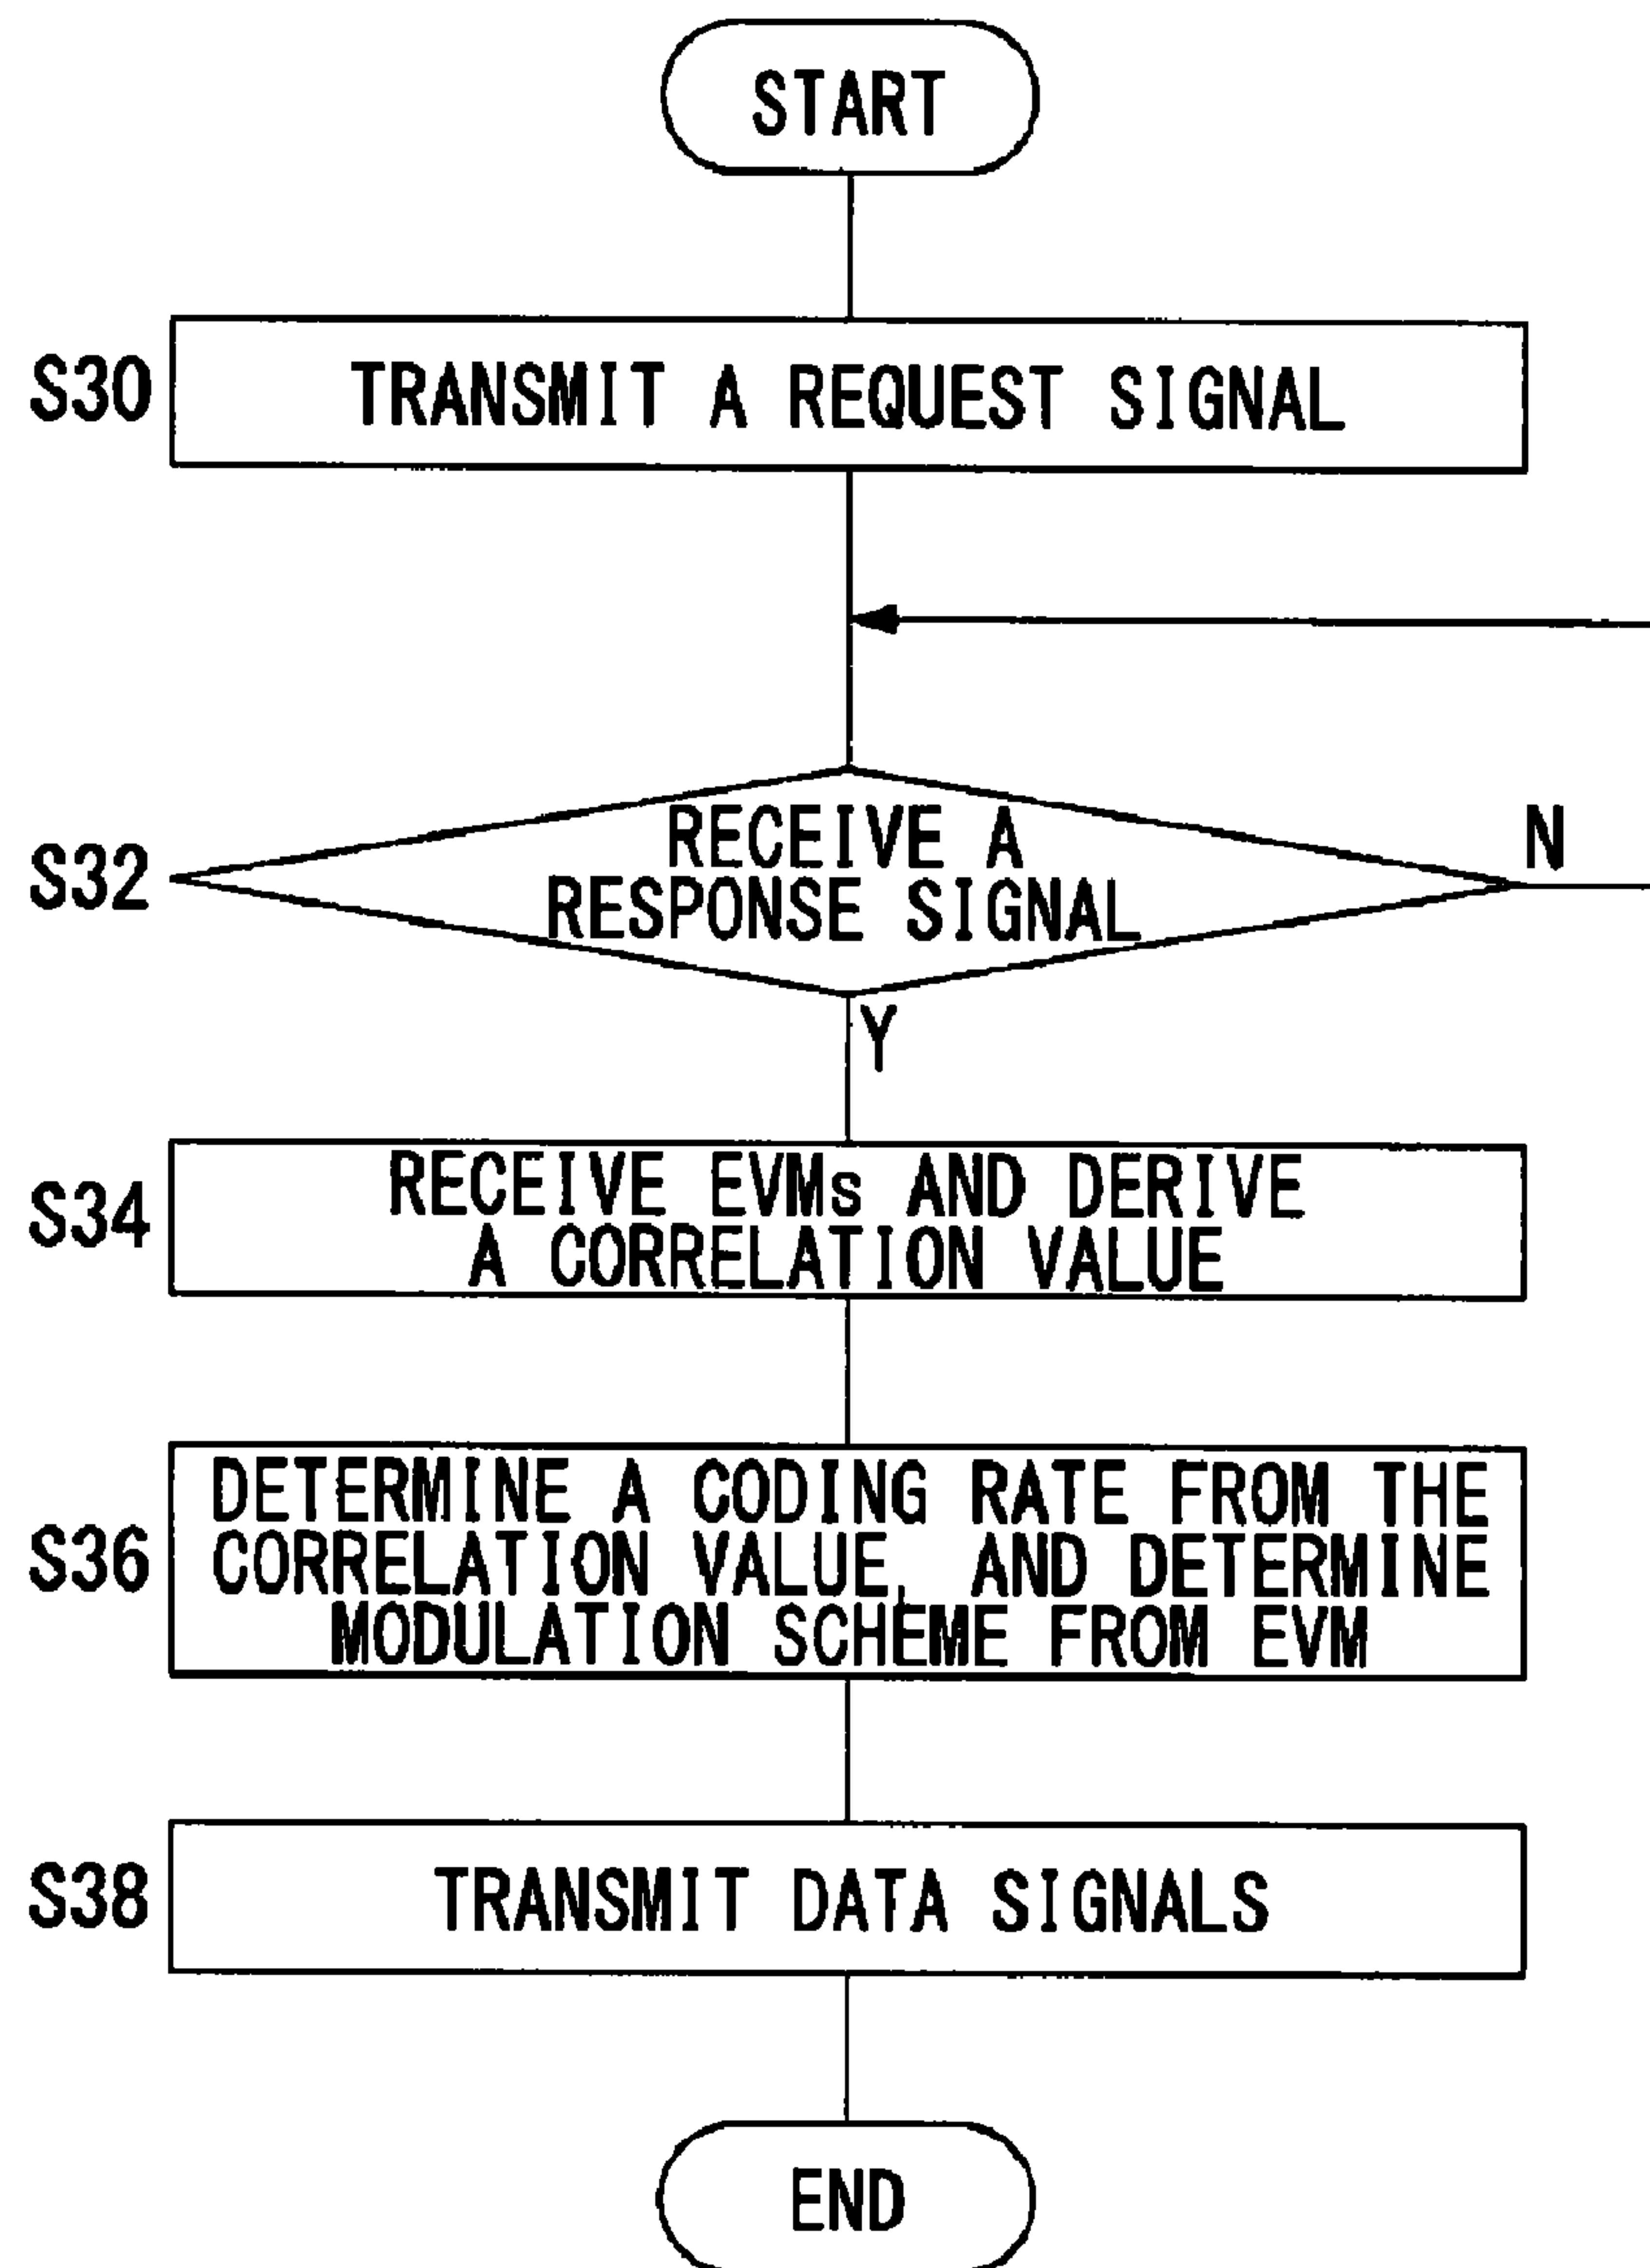 START
S30
TRANSMIT A REQUEST SIGNAL
S32
RECEIVE A
RESPONSE SIGNAL
N
Y
S34
RECEIVE EVMs AND DERIVE
A CORRELATION VALUE
S36
DETERMINE A CODING RATE FROM THE
CORRELATION VALUE, AND DETERMINE
MODULATION SCHEME FROM EVM
S38
TRANSMIT DATA SIGNALS
END